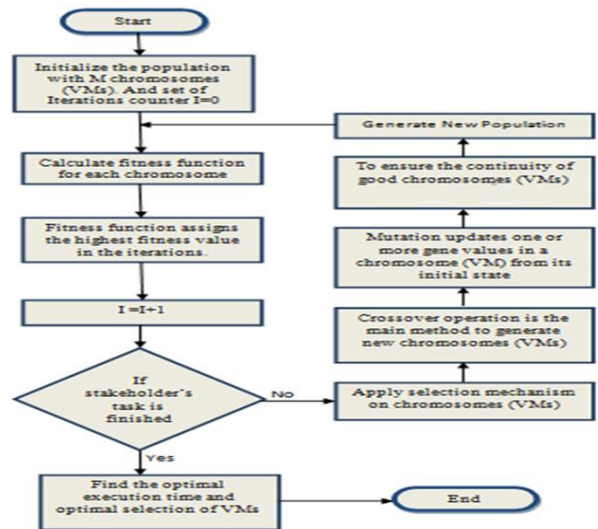 Start
Initialize the population
with M chromosomes
(VMs). And set of
Iterations counter I=0
Calculate fitness function
for each chromosome
Fitness function assigns
the highest fitness value
in the iterations.
I =I+1
If
stakeholder's
task is
finished
No
Yes
Find the optimal
execution time and
optimal selection of VMs
End
Apply selection mechanism
on chromosomes (VMs)
Crossover operation is the
main method to generate
new chromosomes (VMs)
Mutation updates one or
more gene values in a
chromosome (VM) from its
initial state
To ensure the continuity of
good chromosomes (VMs)
Generate New Population